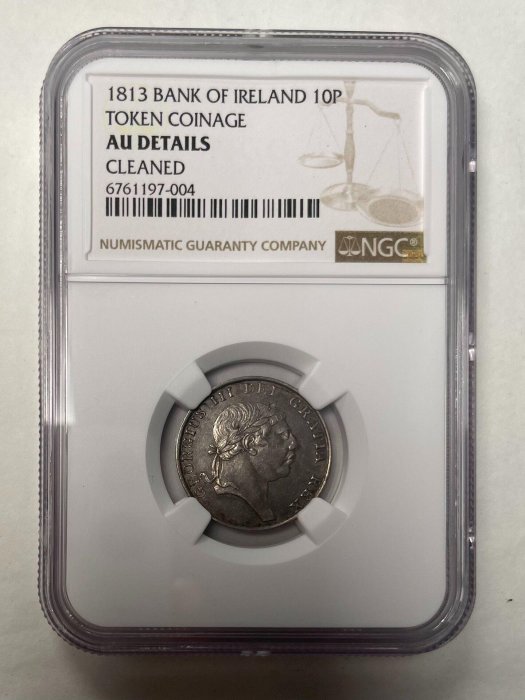 1813 BANK OF IRELAND 10P
TOKEN COINAGE
AU DETAILS
CLEANED
6761197-004
NUMISMATIC GUARANTY COMPANY
NGC®
GEORGIUS III DEI GRATIA REX